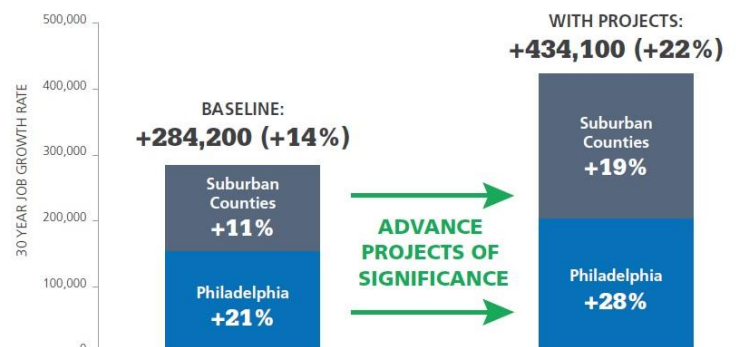 500,000
400,000
300,000
200,000
100,000
0
30 YEAR JOB GROWTH RATE
BASELINE:
+284,200 (+14%)
Suburban
Counties
+11%
Philadelphia
+21%
ADVANCE
PROJECTS OF
SIGNIFICANCE
WITH PROJECTS:
+434,100 (+22%)
Suburban
Counties
+19%
Philadelphia
+28%